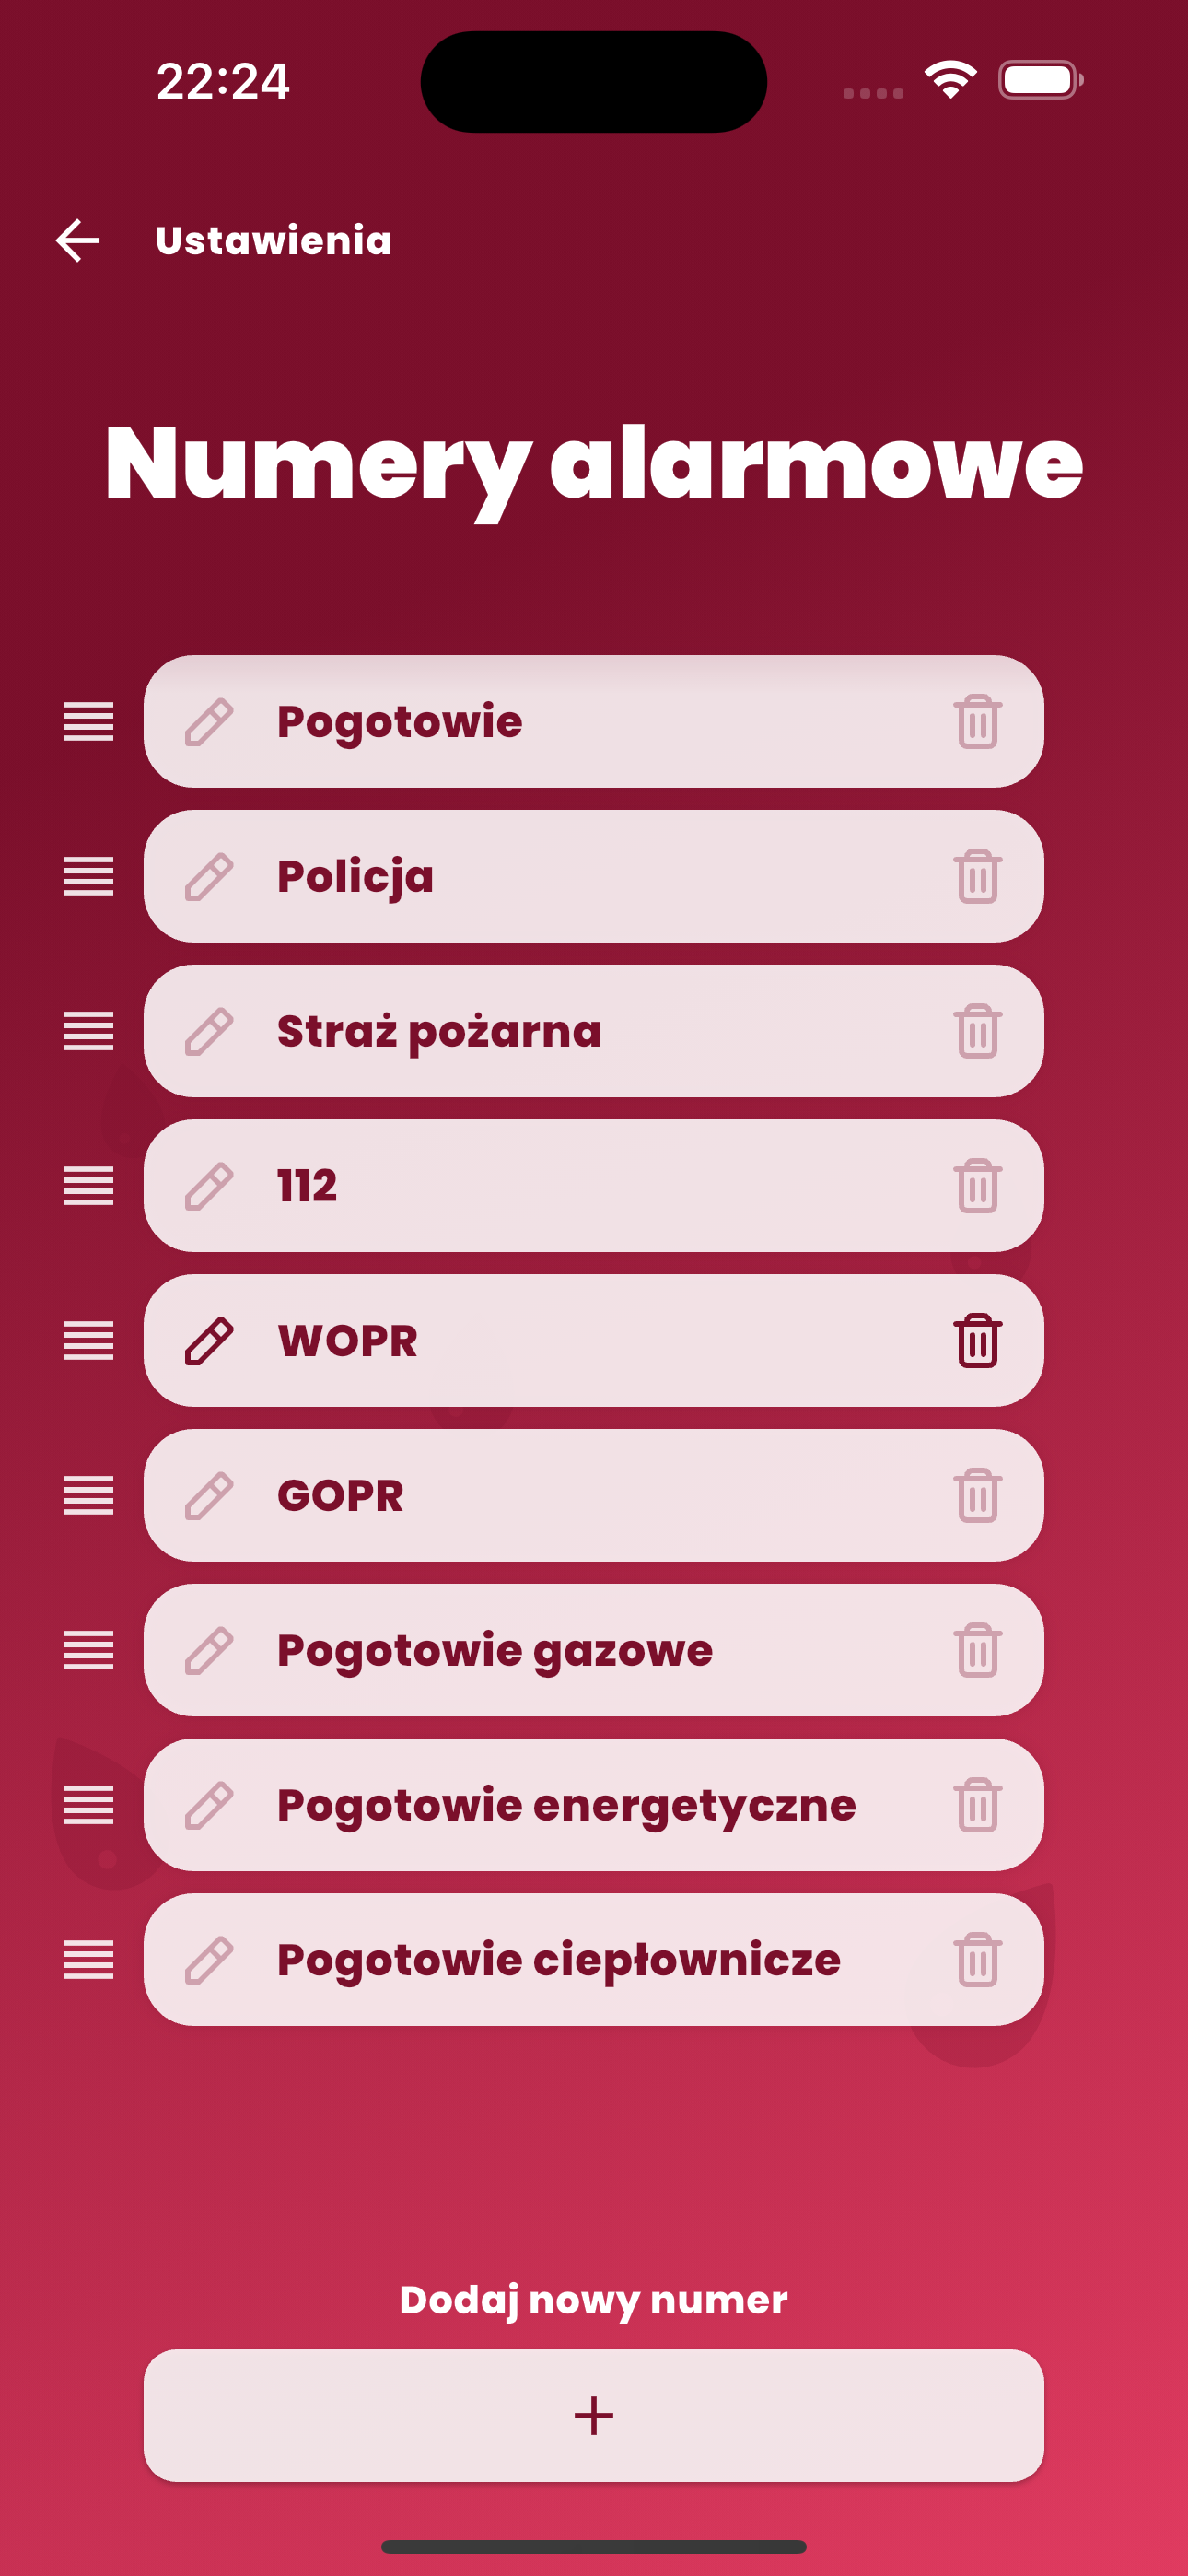 22:24
Ustawienia
Numery alarmowe
Pogotowie
Policja
Straż pożarna
112
WOPR
GOPR
Pogotowie gazowe
Pogotowie energetyczne
Pogotowie ciepłownicze
Dodaj nowy numer
+